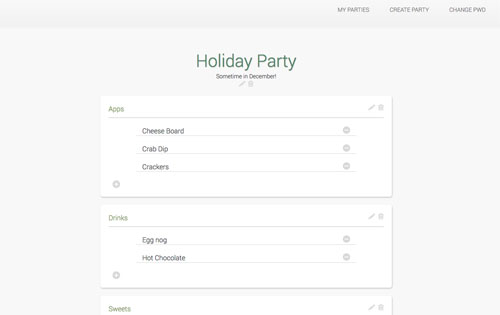 MY PARTIES CREATE PARTY CHANGE PWD
Holiday Party
Sometime in December!
Apps
Cheese Board
Crab Dip
Crackers
Drinks
Egg nog
Hot Chocolate
Sweets